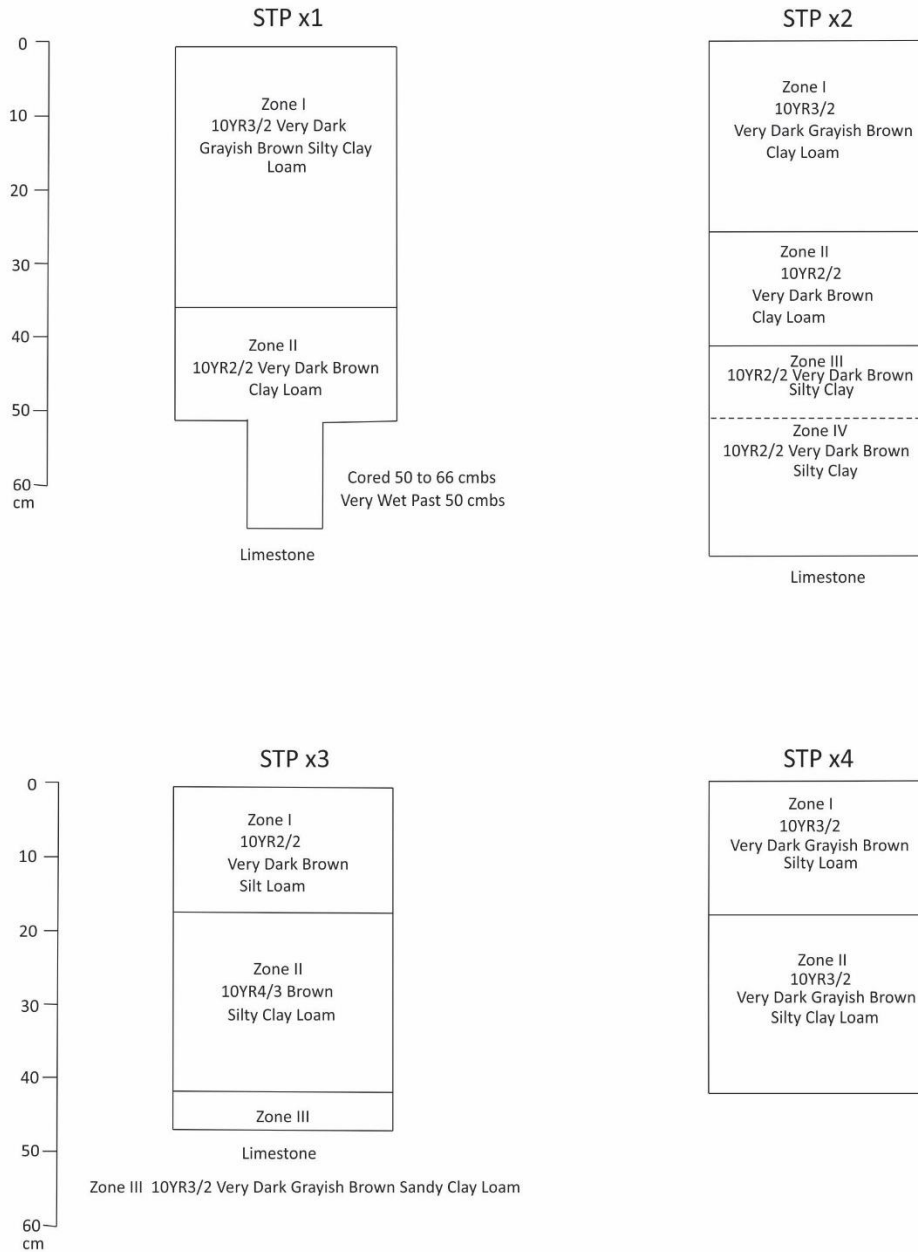 STP x1
0
10
20
30
40
50
60
cm
Zone I
10YR3/2 Very Dark
Grayish Brown Silty Clay
Loam
Zone II
10YR2/2 Very Dark Brown
Clay Loam
Cored 50 to 66 cmbs
Very Wet Past 50 cmbs
Limestone
STP x2
Zone I
10YR3/2
Very Dark Grayish Brown
Clay Loam
Zone II
10YR2/2
Very Dark Brown
Clay Loam
Zone III
10YR2/2 Very Dark Brown
Silty Clay
Zone IV
10YR2/2 Very Dark Brown
Silty Clay
Limestone
STP x3
0
10
20
30
40
50
60
cm
Zone I
10YR2/2
Very Dark Brown
Silt Loam
Zone II
10YR4/3 Brown
Silty Clay Loam
Zone III
Limestone
Zone III 10YR3/2 Very Dark Grayish Brown Sandy Clay Loam
STP x4
Zone I
10YR3/2
Very Dark Grayish Brown
Silty Loam
Zone II
10YR3/2
Very Dark Grayish Brown
Silty Clay Loam